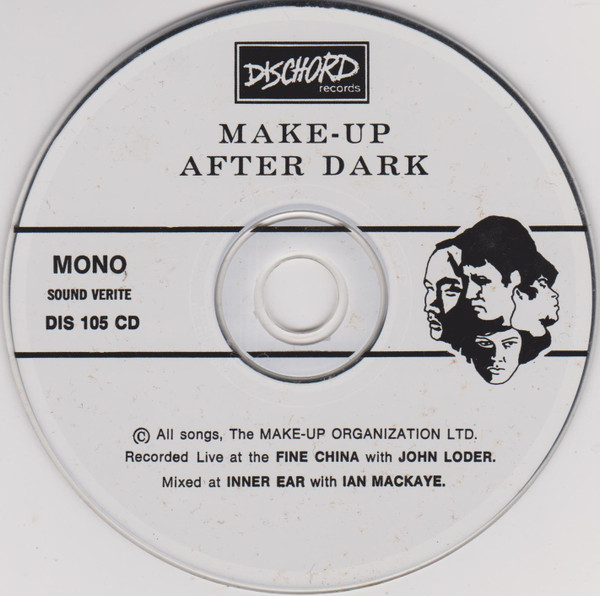 DISCHORD
records
MAKE-UP
AFTER DARK
MONO
SOUND VERITE
DIS 105 CD
© All songs, The MAKE-UP ORGANIZATION LTD.
Recorded Live at the FINE CHINA with JOHN LODER.
Mixed at INNER EAR with IAN MACKAYE.